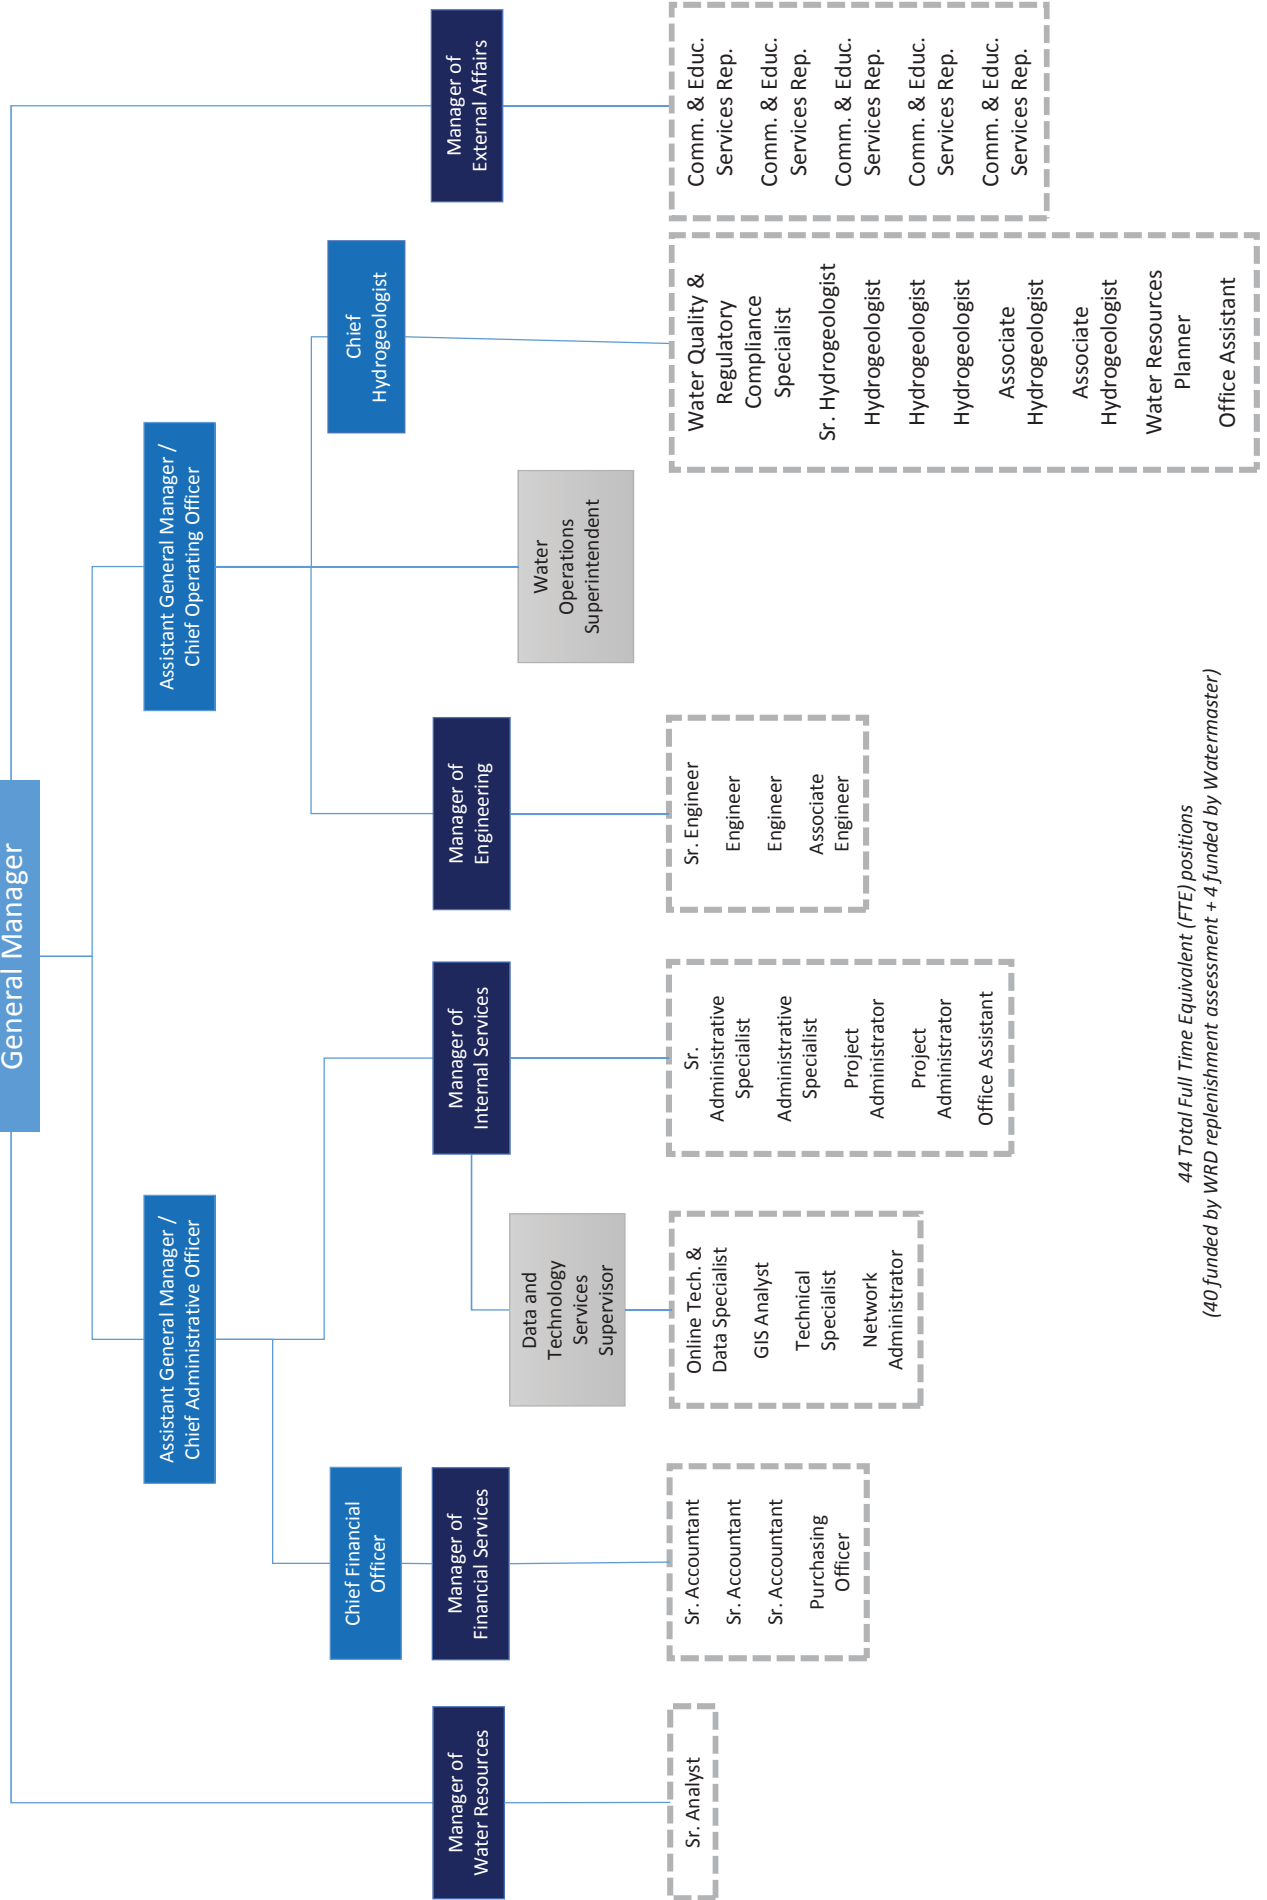 General Manager
Assistant General Manager /
Chief Administrative Officer
Assistant General Manager /
Chief Operating Officer
Chief Financial
Officer
Chief
Hydrogeologist
Manager of
Water Resources
Manager of
Financial Services
Manager of
Internal Services
Manager of
Engineering
Manager of
External Affairs
Data and
Technology
Services
Supervisor
Water
Operations
Superintendent
Sr. Analyst
Sr. Accountant
Sr. Accountant
Sr. Accountant
Purchasing
Officer
Online Tech. &
Data Specialist
GIS Analyst
Technical
Specialist
Network
Administrator
Sr.
Administrative
Specialist
Administrative
Specialist
Project
Administrator
Project
Administrator
Office Assistant
Sr. Engineer
Engineer
Engineer
Associate
Engineer
Water Quality &
Regulatory
Compliance
Specialist
Sr. Hydrogeologist
Hydrogeologist
Hydrogeologist
Hydrogeologist
Associate
Hydrogeologist
Associate
Hydrogeologist
Water Resources
Planner
Office Assistant
Comm. & Educ.
Services Rep.
Comm. & Educ.
Services Rep.
Comm. & Educ.
Services Rep.
Comm. & Educ.
Services Rep.
Comm. & Educ.
Services Rep.
44 Total Full Time Equivalent (FTE) positions
(40 funded by WRD replenishment assessment + 4 funded by Watermaster)